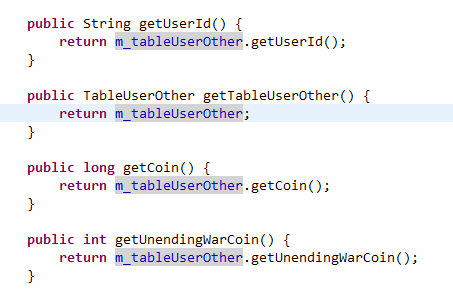 public String getUserId() {
    return m_tableUserOther.getUserId();
}

public TableUserOther getTableUserOther() {
    return m_tableUserOther;
}

public long getCoin() {
    return m_tableUserOther.getCoin();
}

public int getUnendingWarCoin() {
    return m_tableUserOther.getUnendingWarCoin();
}